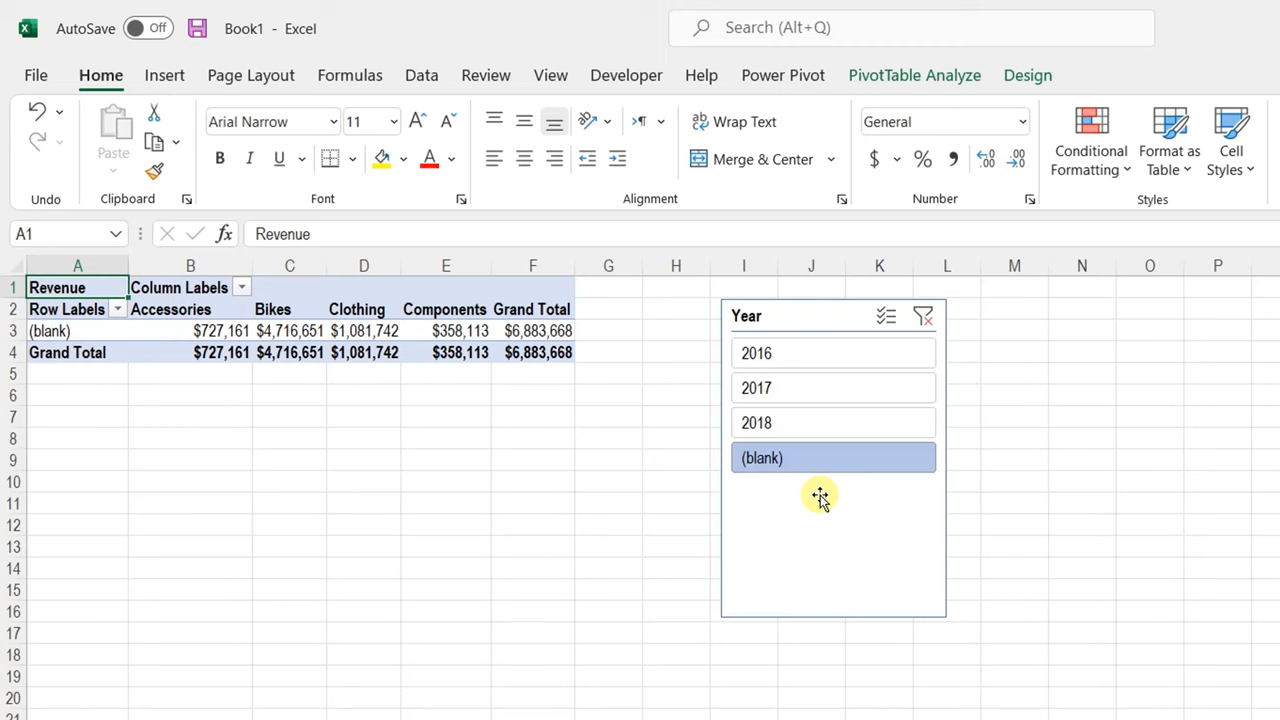 AutoSave Off Book1 - Excel Search (Alt+Q)
File Home Insert Page Layout Formulas Data Review View Developer Help Power Pivot PivotTable Analyze Design
Arial Narrow 11 Wrap Text General
Paste B I U A Merge & Center $ % Conditional Formatting Format as Table Cell Styles
Undo Clipboard Font Alignment Number Styles
A1 fx Revenue
A B C D E F G H I J K L M N O P
1 Revenue Column Labels
2 Row Labels Accessories Bikes Clothing Components Grand Total
3 (blank) $727,161 $4,716,651 $1,081,742 $358,113 $6,883,668
4 Grand Total $727,161 $4,716,651 $1,081,742 $358,113 $6,883,668
5
6
7
8
9
10
11
12
13
14
15
16
17
18
19
20
Year
2016
2017
2018
(blank)